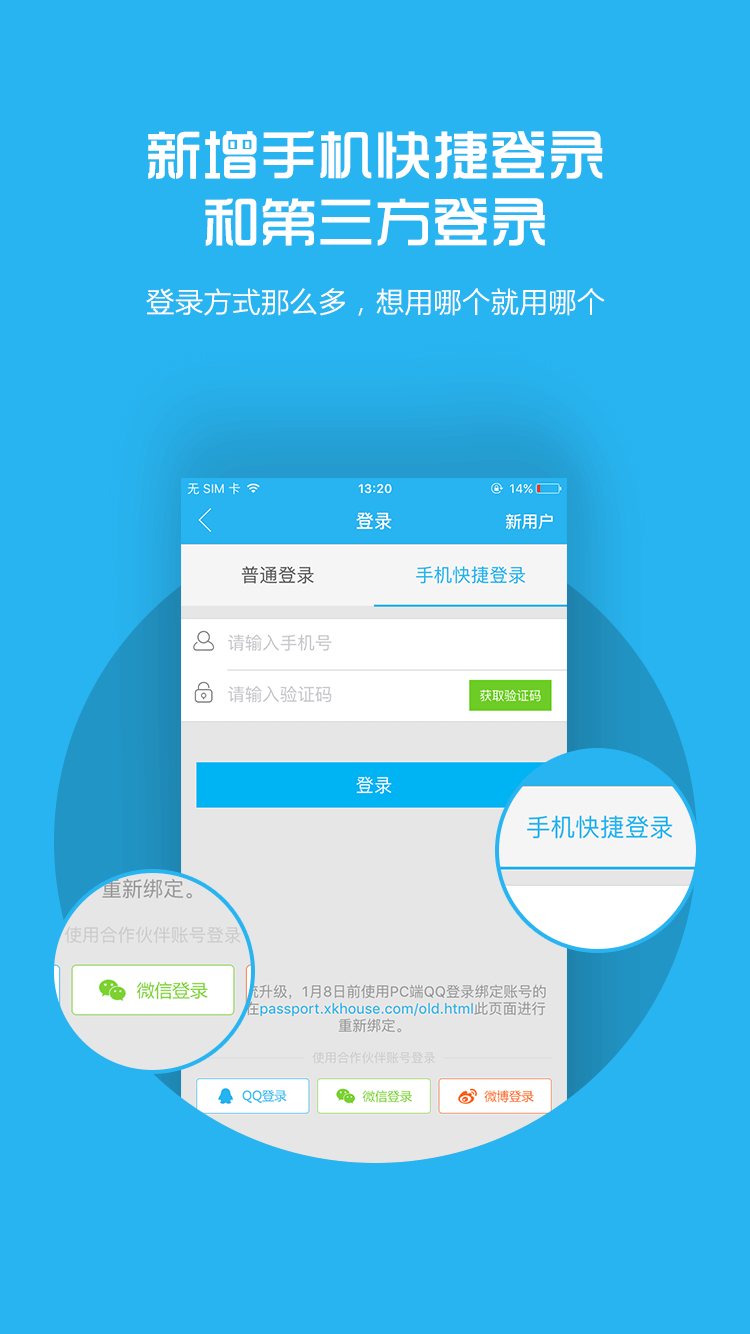 新增手机快捷登录
和第三方登录
登录方式那么多，想用哪个就用哪个
无 SIM 卡 13:20 14%
登录 新用户
普通登录 手机快捷登录
请输入手机号
请输入验证码 获取验证码
登录
手机快捷登录
重新绑定。
使用合作伙伴账号登录
微信登录
升级，1月8日前使用PC端QQ登录绑定账号的
在passport.xkhouse.com/old.html此页面进行
重新绑定。
使用合作伙伴账号登录
QQ登录 微信登录 微博登录